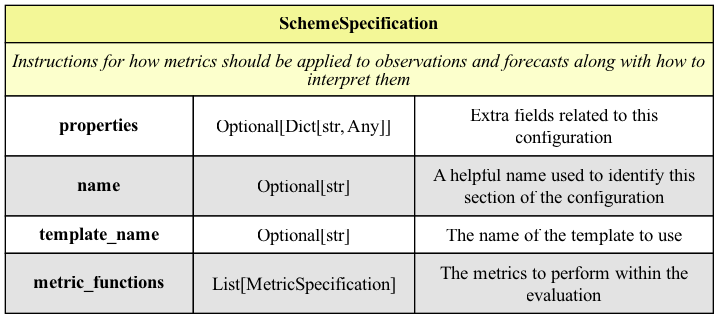 SchemeSpecification
Instructions for how metrics should be applied to observations and forecasts along with how to
interpret them
properties
Optional[Dict[str, Any]]
Extra fields related to this
configuration
name
Optional[str]
A helpful name used to identify this
section of the configuration
template_name
Optional[str]
The name of the template to use
metric_functions
List[MetricSpecification]
The metrics to perform within the
evaluation